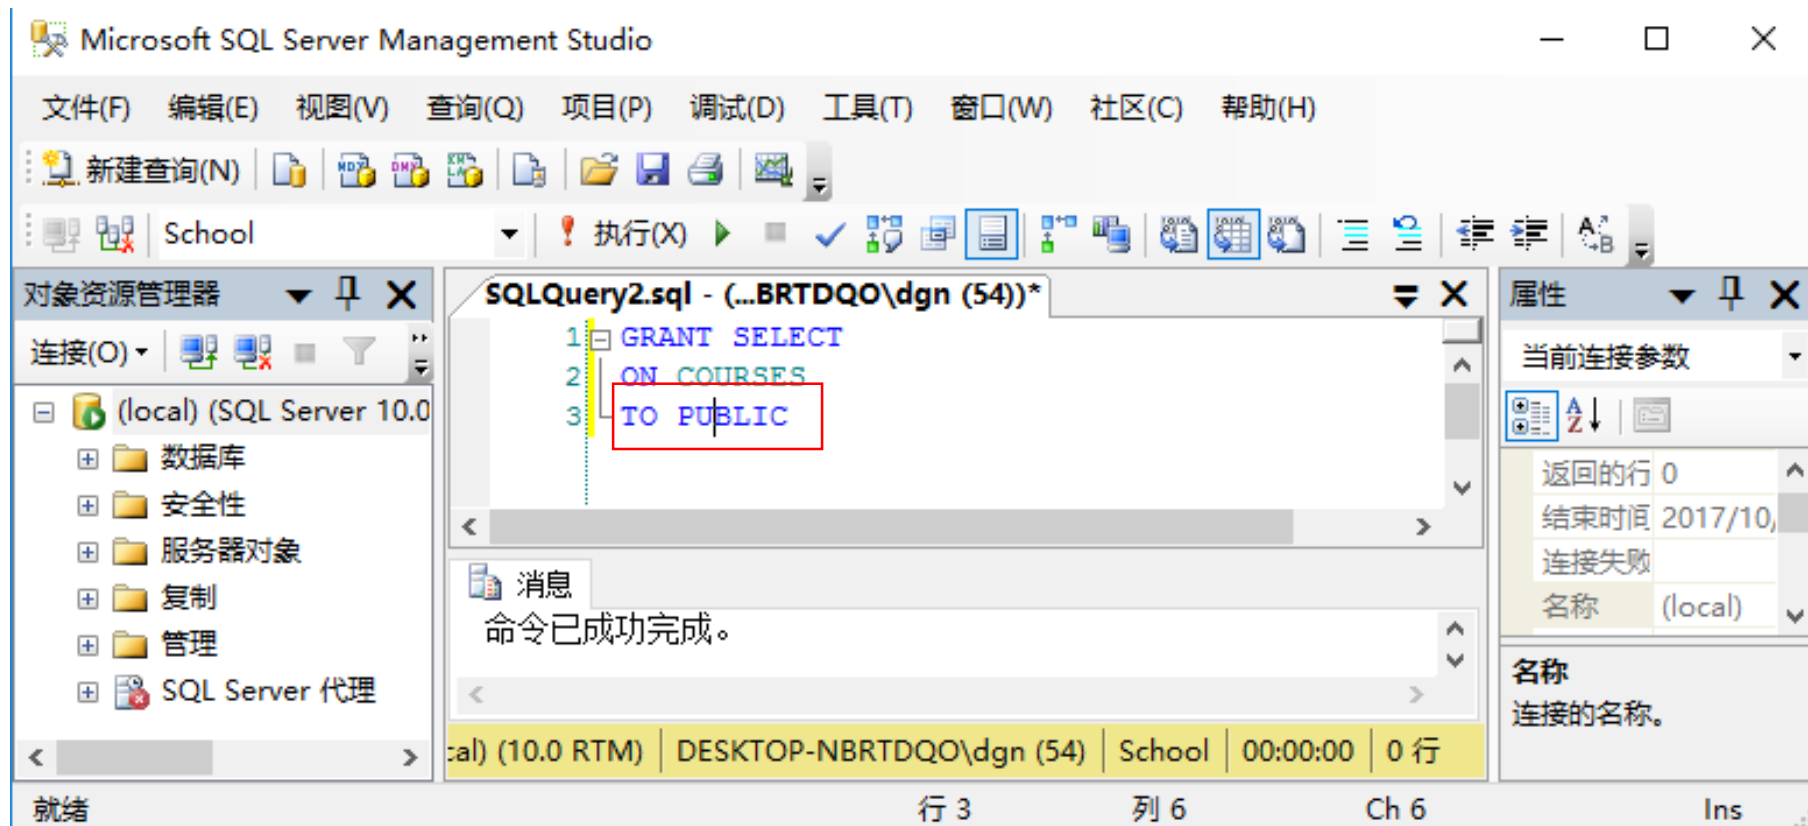 Microsoft SQL Server Management Studio
文件(F) 编辑(E) 视图(V) 查询(Q) 项目(P) 调试(D) 工具(T) 窗口(W) 社区(C) 帮助(H)
新建查询(N)
School 执行(X)
对象资源管理器
连接(O)
(local) (SQL Server 10.0
数据库
安全性
服务器对象
复制
管理
SQL Server 代理
SQLQuery2.sql - (...BRTDQO\dgn (54))*
1 GRANT SELECT
2 ON COURSES
3 TO PUBLIC
消息
命令已成功完成。
cal) (10.0 RTM) DESKTOP-NBRTDQO\dgn (54) School 00:00:00 0 行
属性
当前连接参数
返回的行 0
结束时间 2017/10/
连接失败
名称 (local)
名称
连接的名称。
就绪 行 3 列 6 Ch 6 Ins